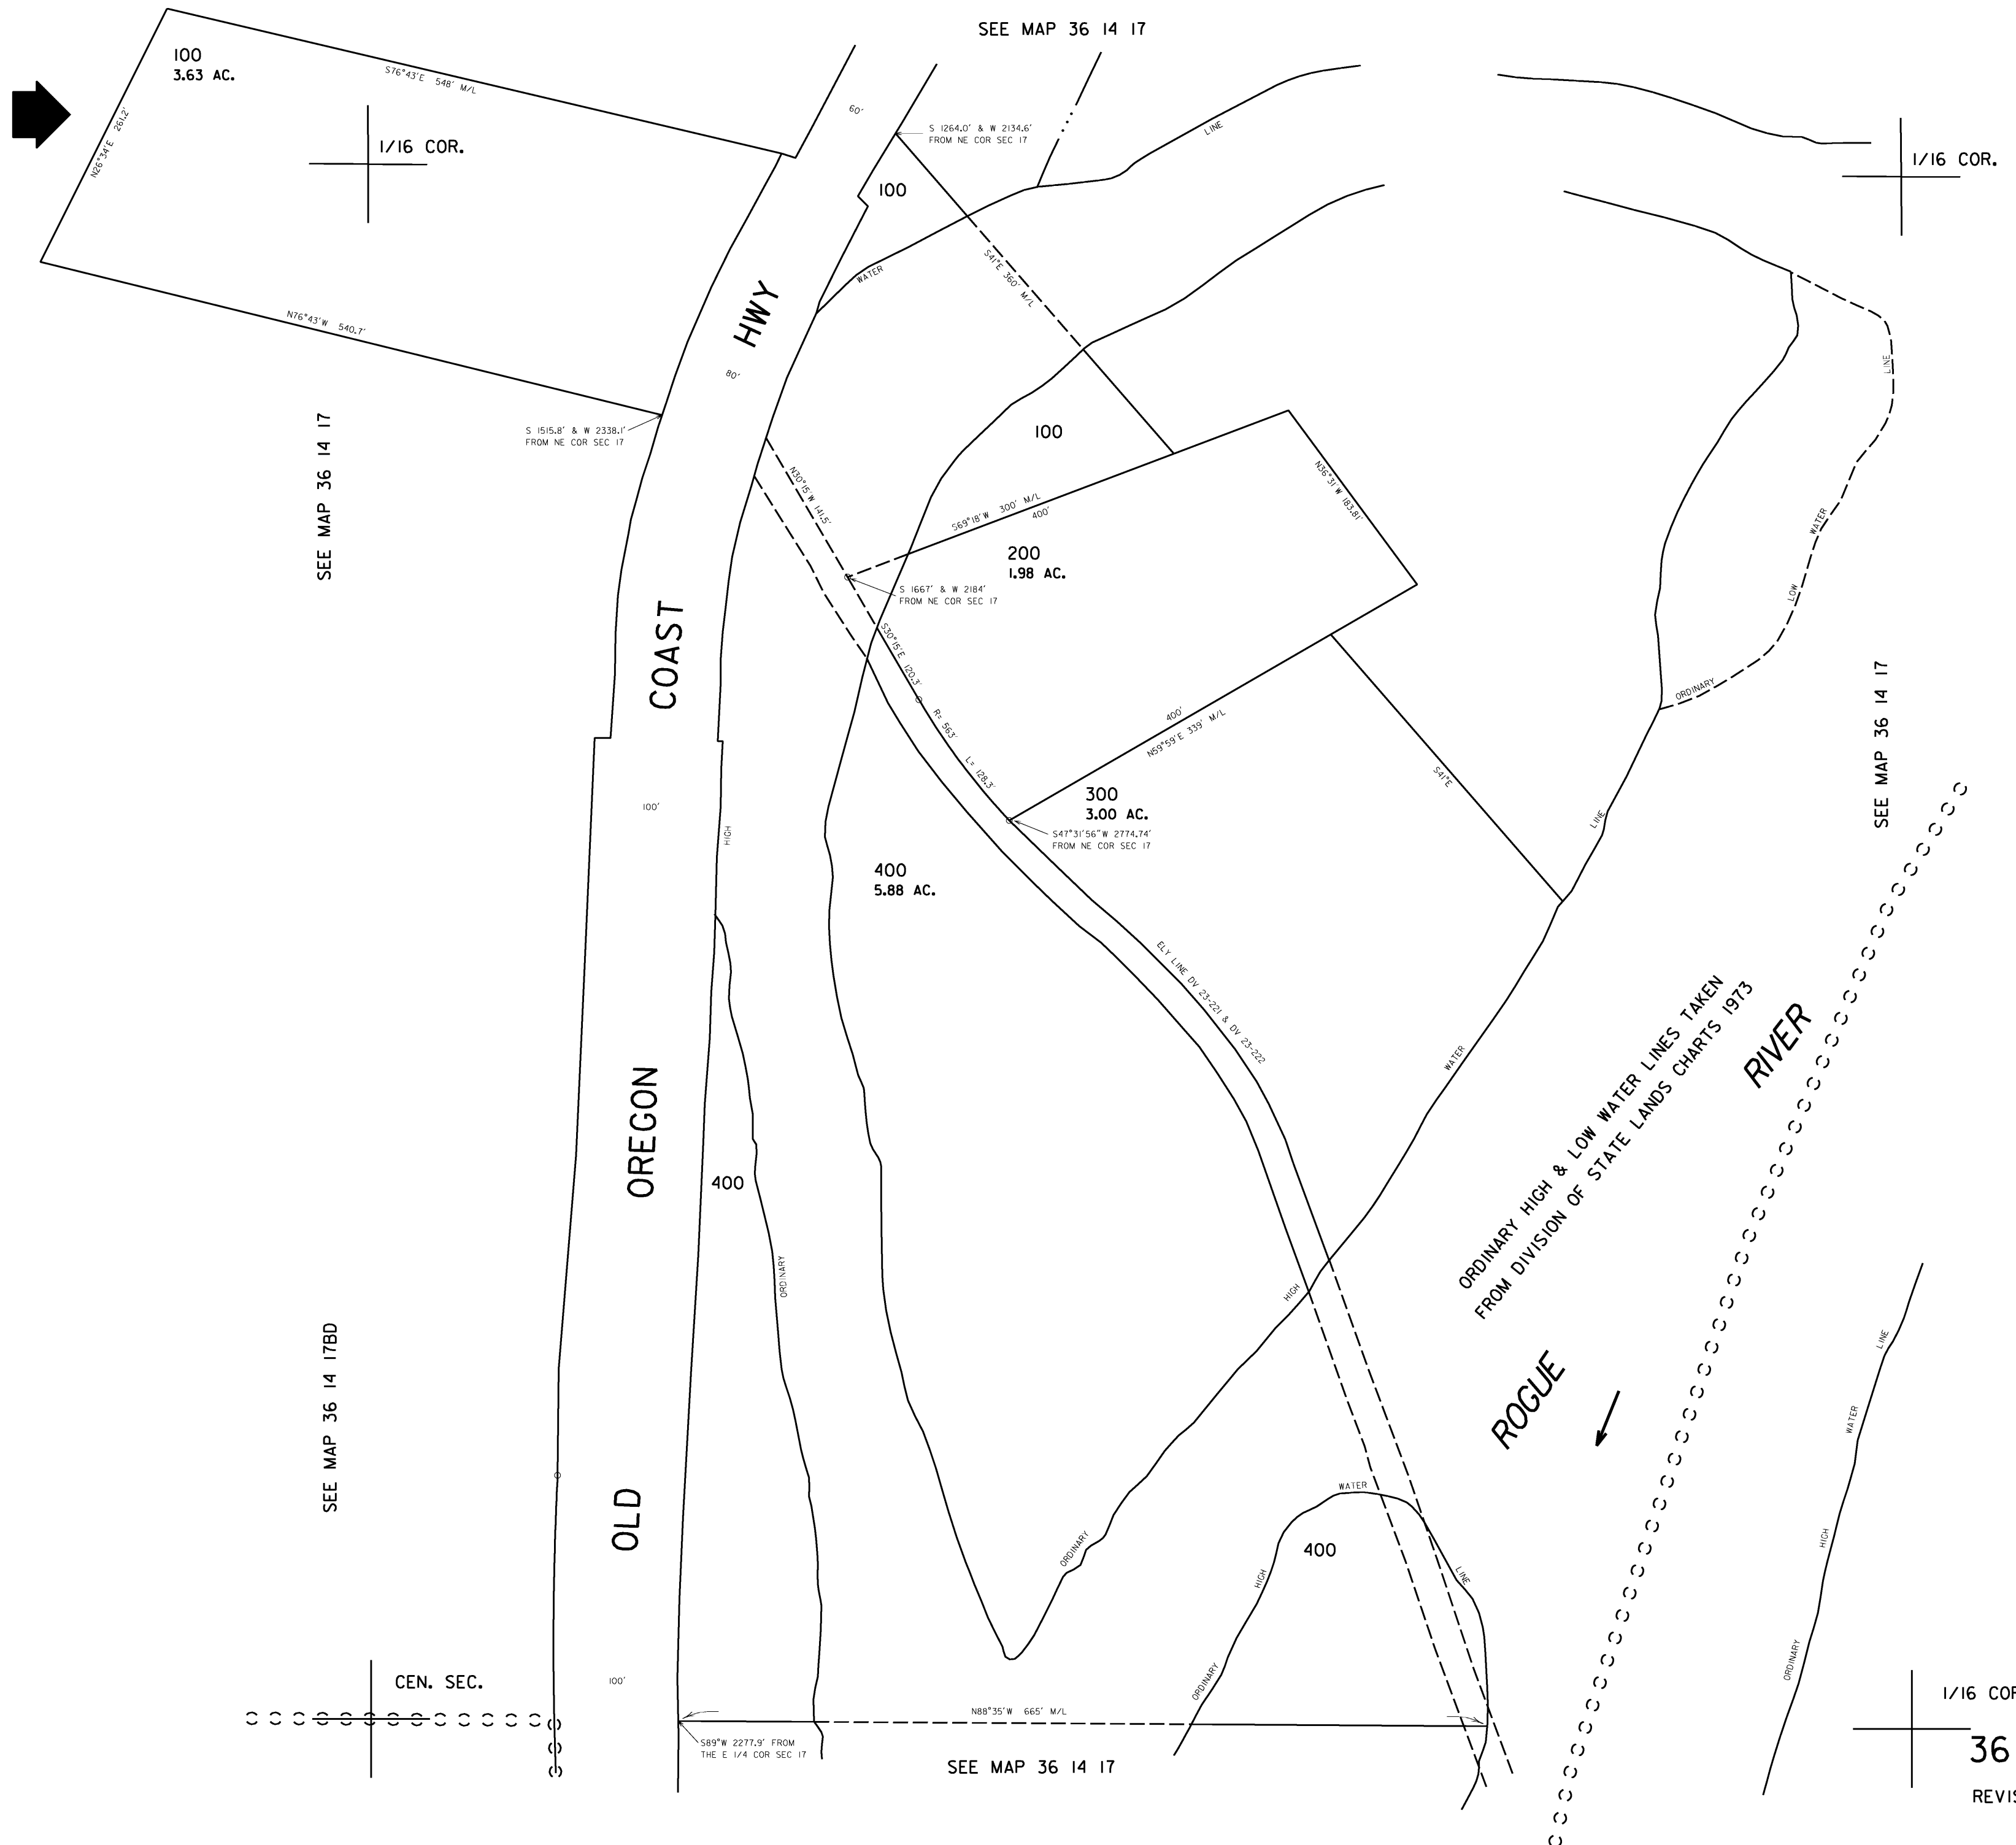 SEE MAP 36 14 17
100
3.63 AC.
S76°43'E 548' M/L
N26°34'E 261.2'
1/16 COR.
N76°43'W 540.7'
60'
S 1264.0' & W 2134.6'
FROM NE COR SEC 17
100
LINE
WATER
1/16 COR.
S41°E 360' M/L
HWY
80'
S 1515.8' & W 2338.1'
FROM NE COR SEC 17
SEE MAP 36 14 17
100
N30°15'W 141.5'
S69°18'W 300' M/L
400'
N36°31'W 183.81'
200
1.98 AC.
S 1667' & W 2184'
FROM NE COR SEC 17
S30°15'E 120.3'
R= 563'
L= 128.3'
LINE
WATER
LOW
ORDINARY
COAST
400'
N59°59'E 339' M/L
S41°E
300
3.00 AC.
S47°31'56"W 2774.74'
FROM NE COR SEC 17
SEE MAP 36 14 17
100'
HIGH
400
5.88 AC.
LINE
ELY LINE DV 23-221 & DV 23-222
WATER
ORDINARY HIGH & LOW WATER LINES TAKEN
FROM DIVISION OF STATE LANDS CHARTS 1973
RIVER
OREGON
400
ORDINARY
HIGH
ROGUE
SEE MAP 36 14 17BD
OLD
ORDINARY
WATER
400
HIGH
LINE
ORDINARY
LINE
WATER
HIGH
ORDINARY
CEN. SEC.
100'
N88°35'W 665' M/L
S89°W 2277.9' FROM
THE E 1/4 COR SEC 17
SEE MAP 36 14 17
1/16 COR
36
REVIS